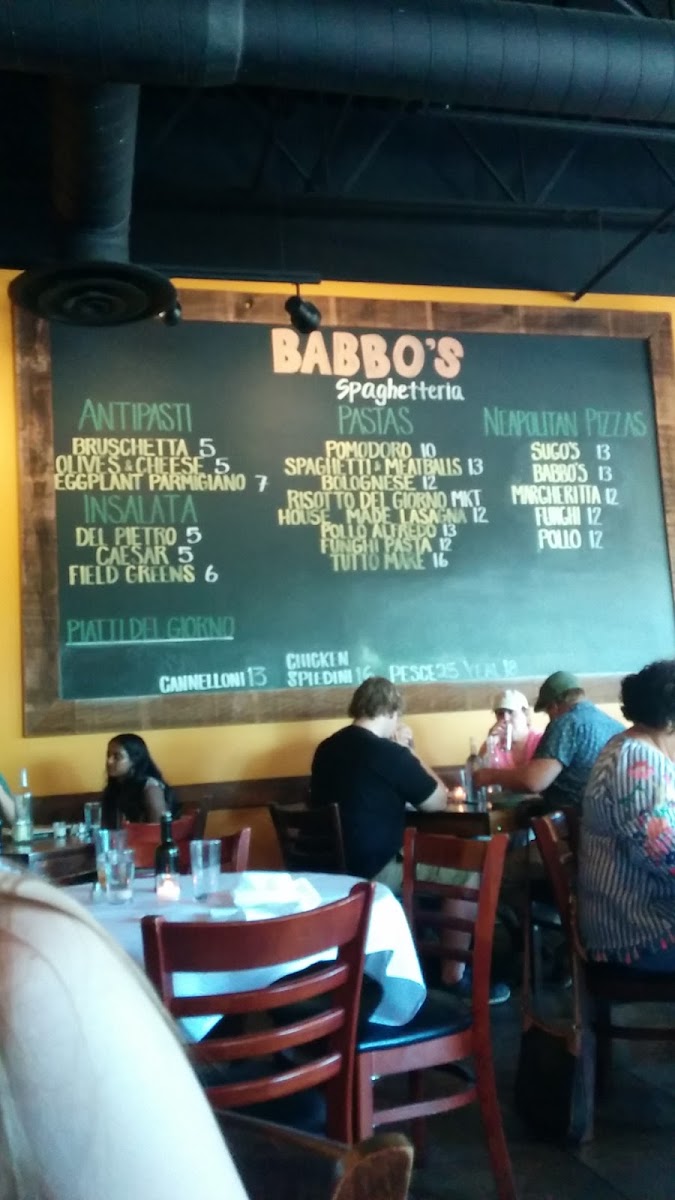 BABBO'S
Spaghetteria
ANTIPASTI
BRUSCHETTA 5
OLIVES & CHEESE 5
EGGPLANT PARMIGIANO 7
INSALATA
DEL PIETRO 5
CAESAR 5
FIELD GREENS 6
PASTAS
POMODORO 10
SPAGHETTI & MEATBALLS 13
BOLOGNESE 12
RISOTTO DEL GIORNO MKT
HOUSE MADE LASAGNA 12
POLLO ALFREDO 13
FUNGHI PASTA 12
TUTTO MARE 16
NEAPOLITAN PIZZAS
SUGO'S 13
BABBO'S 13
MARGHERITTA 12
FUNGHI 12
POLLO 12
PIATTI DEL GIORNO
CANNELLONI 13
CHICKEN
SPIEDINI 16
PESCE 25 VEAL 18